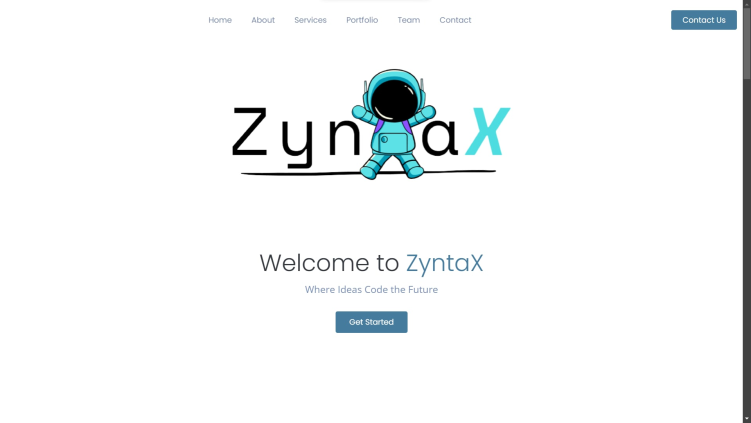 Home About Services Portfolio Team Contact Contact Us
ZyntaX
Welcome to ZyntaX
Where Ideas Code the Future
Get Started